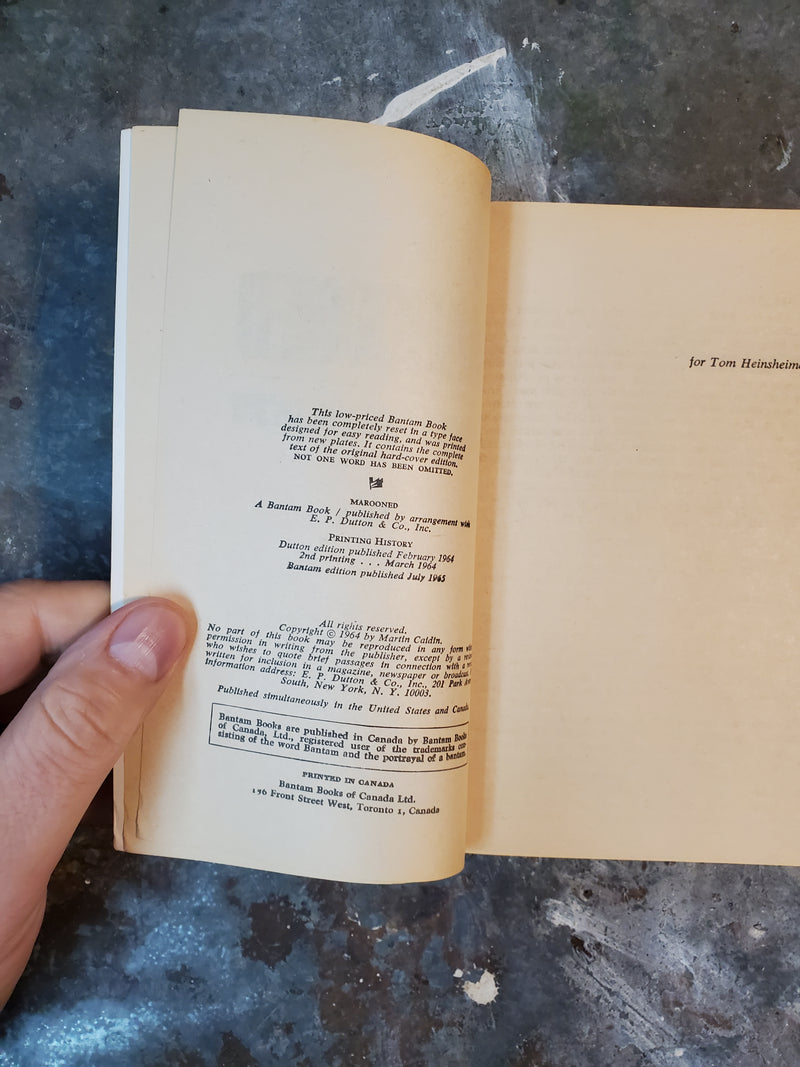 This low-priced Bantam Book
has been completely reset in a type face
designed for easy reading, and was printed
from new plates. It contains the complete
text of the original hard-cover edition.
NOT ONE WORD HAS BEEN OMITTED.
MAROONED
A Bantam Book / published by arrangement with
E. P. Dutton & Co., Inc.
PRINTING HISTORY
Dutton edition published February 1964
2nd printing . . . March 1964
Bantam edition published July 1965
All rights reserved.
Copyright © 1964 by Martin Caidin.
No part of this book may be reproduced in any form
permission in writing from the publisher, except by a
who wishes to quote brief passages in connection with a
written for inclusion in a magazine, newspaper or broadcast.
information address: E. P. Dutton & Co., Inc., 201 Park
South, New York, N. Y. 10003.
Published simultaneously in the United States and Canada.
Bantam Books are published in Canada by Bantam Books
of Canada, Ltd., registered user of the trademarks con-
sisting of the word Bantam and the portrayal of a bantam.
PRINTED IN CANADA
Bantam Books of Canada Ltd.
Front Street West, Toronto 1, Canada
for Tom